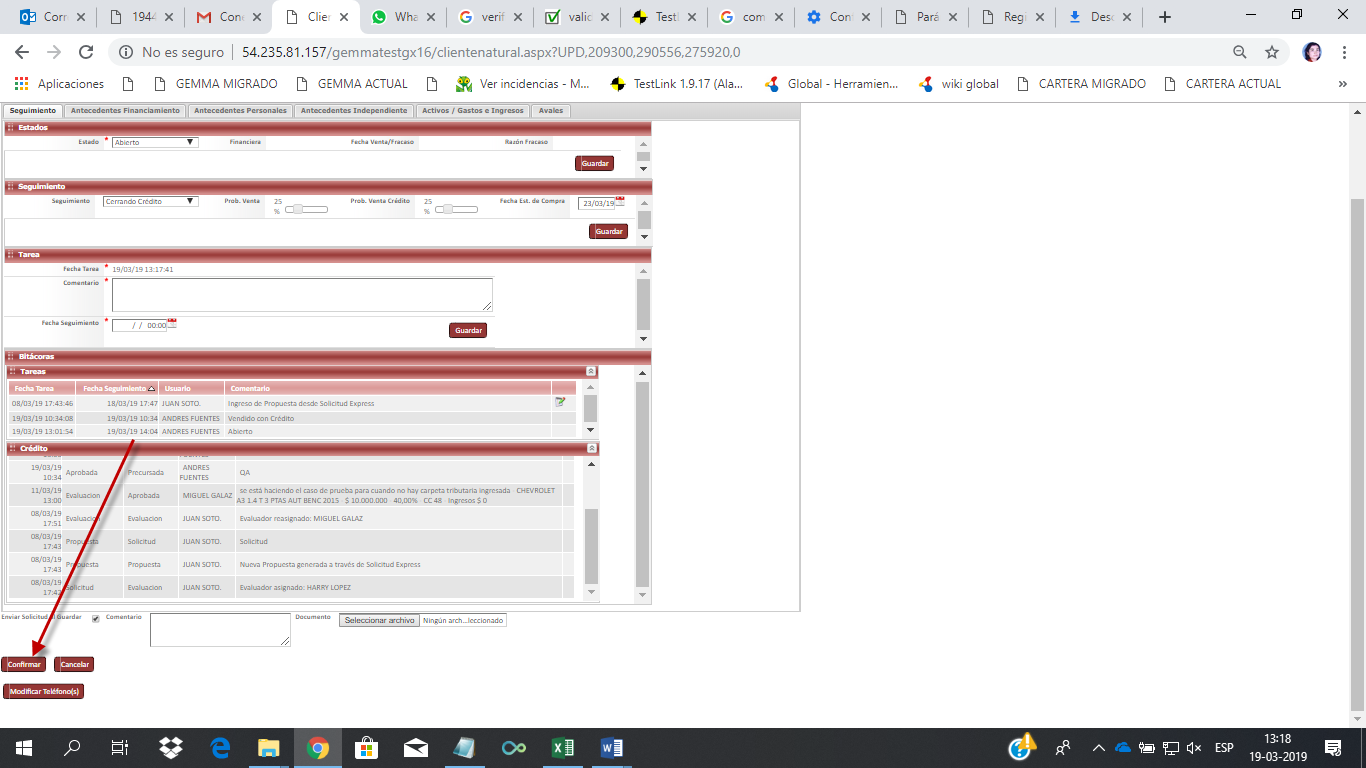 Corr
1944
Cone
Clien
Wha
verif
valid
Testl
com
Conf
Pará
Regi
Desc
No es seguro | 54.235.81.157/gemmatestgx16/clientenatural.aspx?UPD,209300,290556,275920,0
Aplicaciones GEMMA MIGRADO GEMMA ACTUAL Ver incidencias - M... TestLink 1.9.17 (Ala... Global - Herramien... wiki global CARTERA MIGRADO CARTERA ACTUAL »
Seguimiento Antecedentes Financiamiento Antecedentes Personales Antecedentes Independiente Activos / Gastos e Ingresos Avales
Estados
Estado * Abierto Financiera Fecha Venta/Fracaso Razón Fracaso
Guardar
Seguimiento
Seguimiento Cerrando Crédito Prob. Venta 25 % Prob. Venta Crédito 25 % Fecha Est. de Compra 23/03/19
Guardar
Tarea
Fecha Tarea * 19/03/19 13:17:41
Comentario *
Fecha Seguimiento * / / 00:00 Guardar
Bitácoras
Tareas
Fecha Tarea Fecha Seguimiento Usuario Comentario
08/03/19 17:43:46 18/03/19 17:47 JUAN SOTO. Ingreso de Propuesta desde Solicitud Express
19/03/19 10:34:08 19/03/19 10:34 ANDRES FUENTES Vendido con Crédito
19/03/19 13:01:54 19/03/19 14:04 ANDRES FUENTES Abierto
Crédito
19/03/19 10:34 Aprobada Precursada ANDRES FUENTES QA
11/03/19 13:00 Evaluacion Aprobada MIGUEL GALAZ se está haciendo el caso de prueba para cuando no hay carpeta tributaria ingresada - CHEVROLET
A3 1.4 T 3 PTAS AUT BENC 2015 - $ 10.000.000 - 40,00% - CC 48 - Ingresos $ 0
08/03/19 17:51 Evaluacion Evaluacion JUAN SOTO. Evaluador reasignado: MIGUEL GALAZ
08/03/19 17:43 Propuesta Solicitud JUAN SOTO. Solicitud
08/03/19 17:43 Propuesta Propuesta JUAN SOTO. Nueva Propuesta generada a través de Solicitud Express
08/03/19 17:42 Solicitud Evaluacion JUAN SOTO. Evaluador asignado: HARRY LOPEZ
Enviar Solicitud al Guardar Comentario Documento Seleccionar archivo Ningún arch...leccionado
Confirmar Cancelar
Modificar Teléfono(s)
ESP
13:18
19-03-2019